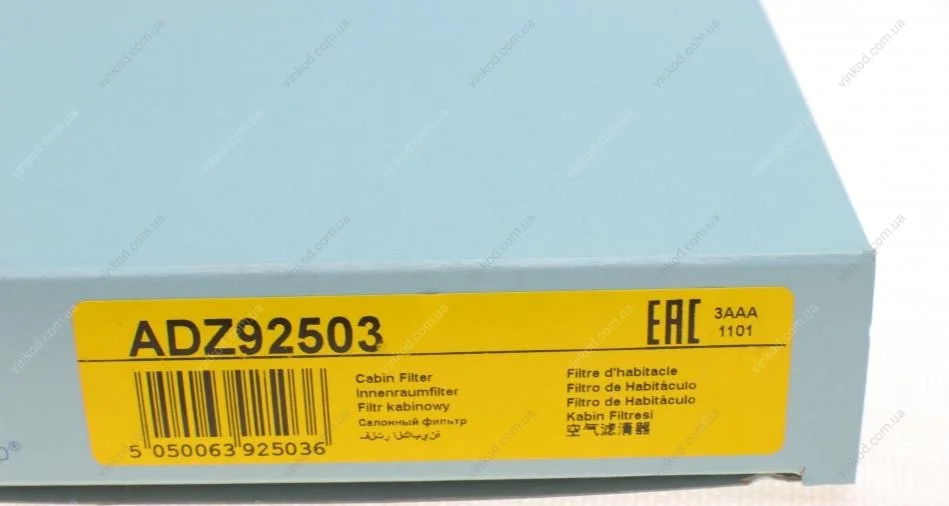 ADZ92503
EAC
3AAA
1101
Cabin Filter
Innenraumfilter
Filtr kabinowy
Салонный фильтр
Filtre d'habitacle
Filtro de Habitáculo
Filtro de Habitáculo
Kabin Filtresi
空气滤清器
5 050063 925036
vinkod.com.ua